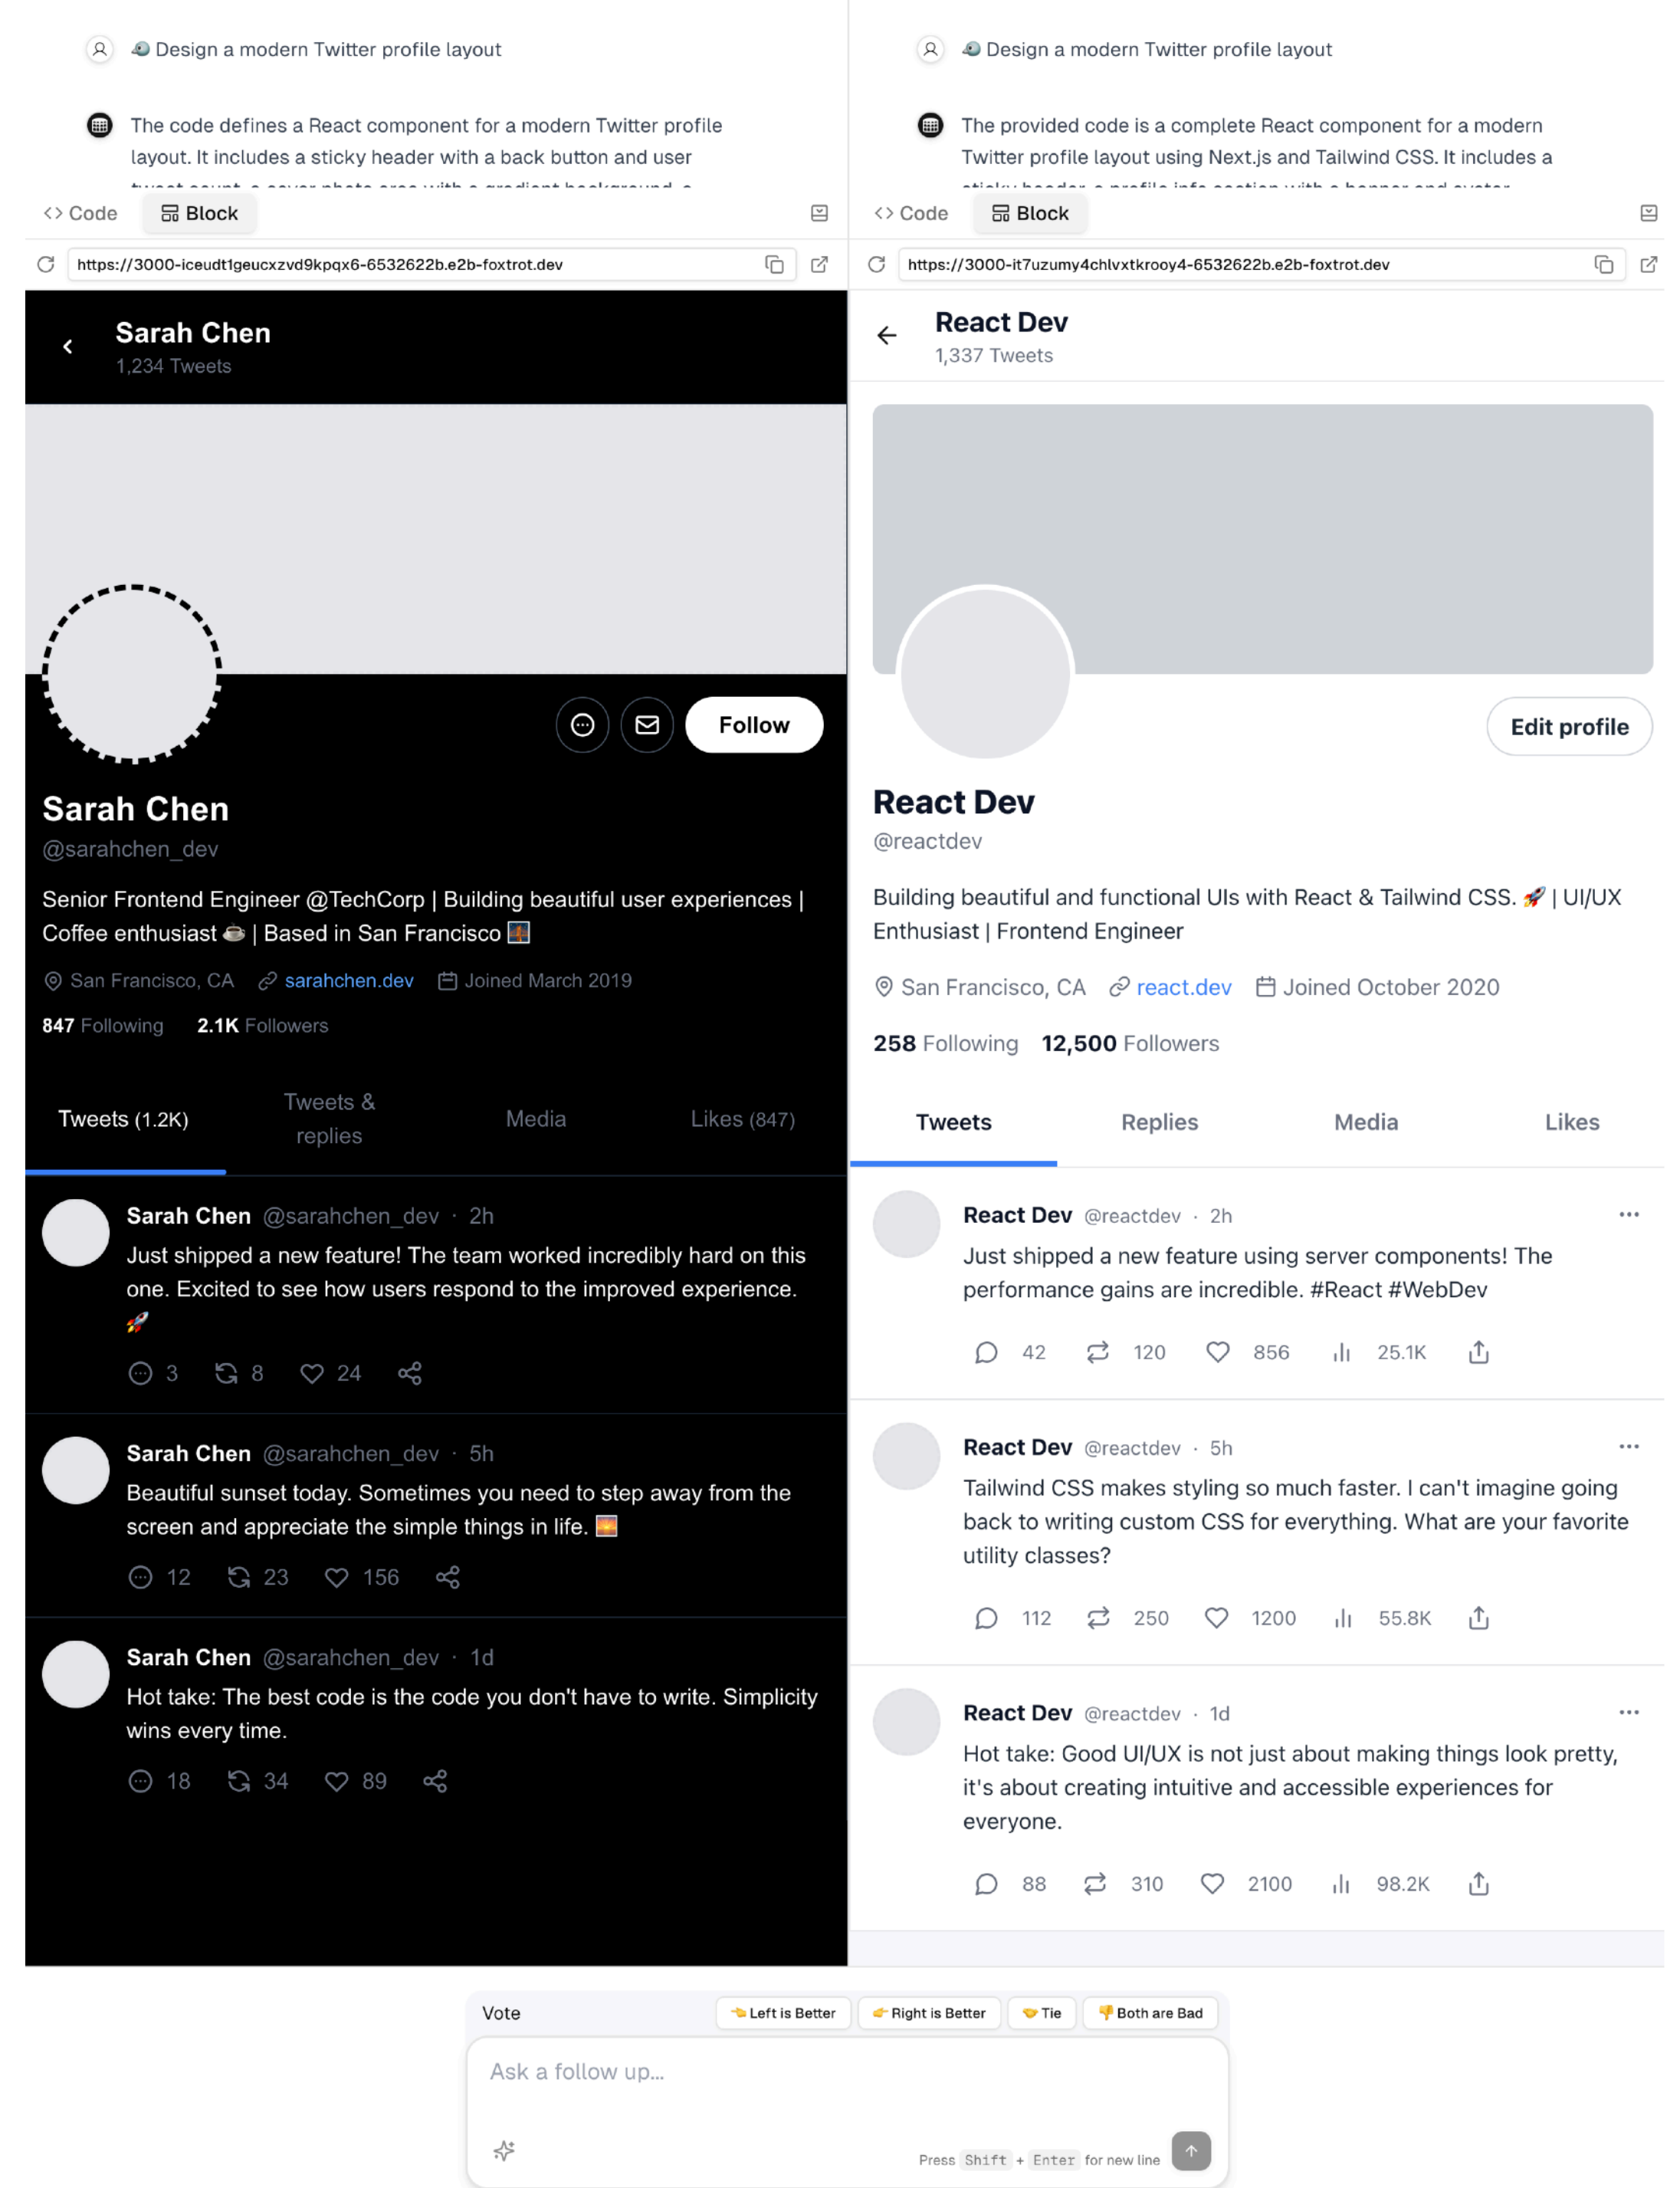 Design a modern Twitter profile layout
The code defines a React component for a modern Twitter profile
layout. It includes a sticky header with a back button and user
Code
Block
https://3000-iceudt1geucxzvd9kpqx6-6532622b.e2b-foxtrot.dev
Sarah Chen
1,234 Tweets
Follow
Sarah Chen
@sarahchen_dev
Senior Frontend Engineer @TechCorp | Building beautiful user experiences |
Coffee enthusiast ☕ | Based in San Francisco 🌉
San Francisco, CA sarahchen.dev Joined March 2019
847 Following 2.1K Followers
Tweets (1.2K)
Tweets &
replies
Media
Likes (847)
Sarah Chen @sarahchen_dev · 2h
Just shipped a new feature! The team worked incredibly hard on this
one. Excited to see how users respond to the improved experience.
🚀
3 8 24
Sarah Chen @sarahchen_dev · 5h
Beautiful sunset today. Sometimes you need to step away from the
screen and appreciate the simple things in life. 🌅
12 23 156
Sarah Chen @sarahchen_dev · 1d
Hot take: The best code is the code you don't have to write. Simplicity
wins every time.
18 34 89
Design a modern Twitter profile layout
The provided code is a complete React component for a modern
Twitter profile layout using Next.js and Tailwind CSS. It includes a
Code
Block
https://3000-it7uzumy4chlvxtkrooy4-6532622b.e2b-foxtrot.dev
React Dev
1,337 Tweets
Edit profile
React Dev
@reactdev
Building beautiful and functional UIs with React & Tailwind CSS. 🚀 | UI/UX
Enthusiast | Frontend Engineer
San Francisco, CA react.dev Joined October 2020
258 Following 12,500 Followers
Tweets
Replies
Media
Likes
React Dev @reactdev · 2h
Just shipped a new feature using server components! The
performance gains are incredible. #React #WebDev
42 120 856 25.1K
React Dev @reactdev · 5h
Tailwind CSS makes styling so much faster. I can't imagine going
back to writing custom CSS for everything. What are your favorite
utility classes?
112 250 1200 55.8K
React Dev @reactdev · 1d
Hot take: Good UI/UX is not just about making things look pretty,
it's about creating intuitive and accessible experiences for
everyone.
88 310 2100 98.2K
Vote
👈 Left is Better
👉 Right is Better
🤝 Tie
👎 Both are Bad
Ask a follow up...
Press Shift + Enter for new line